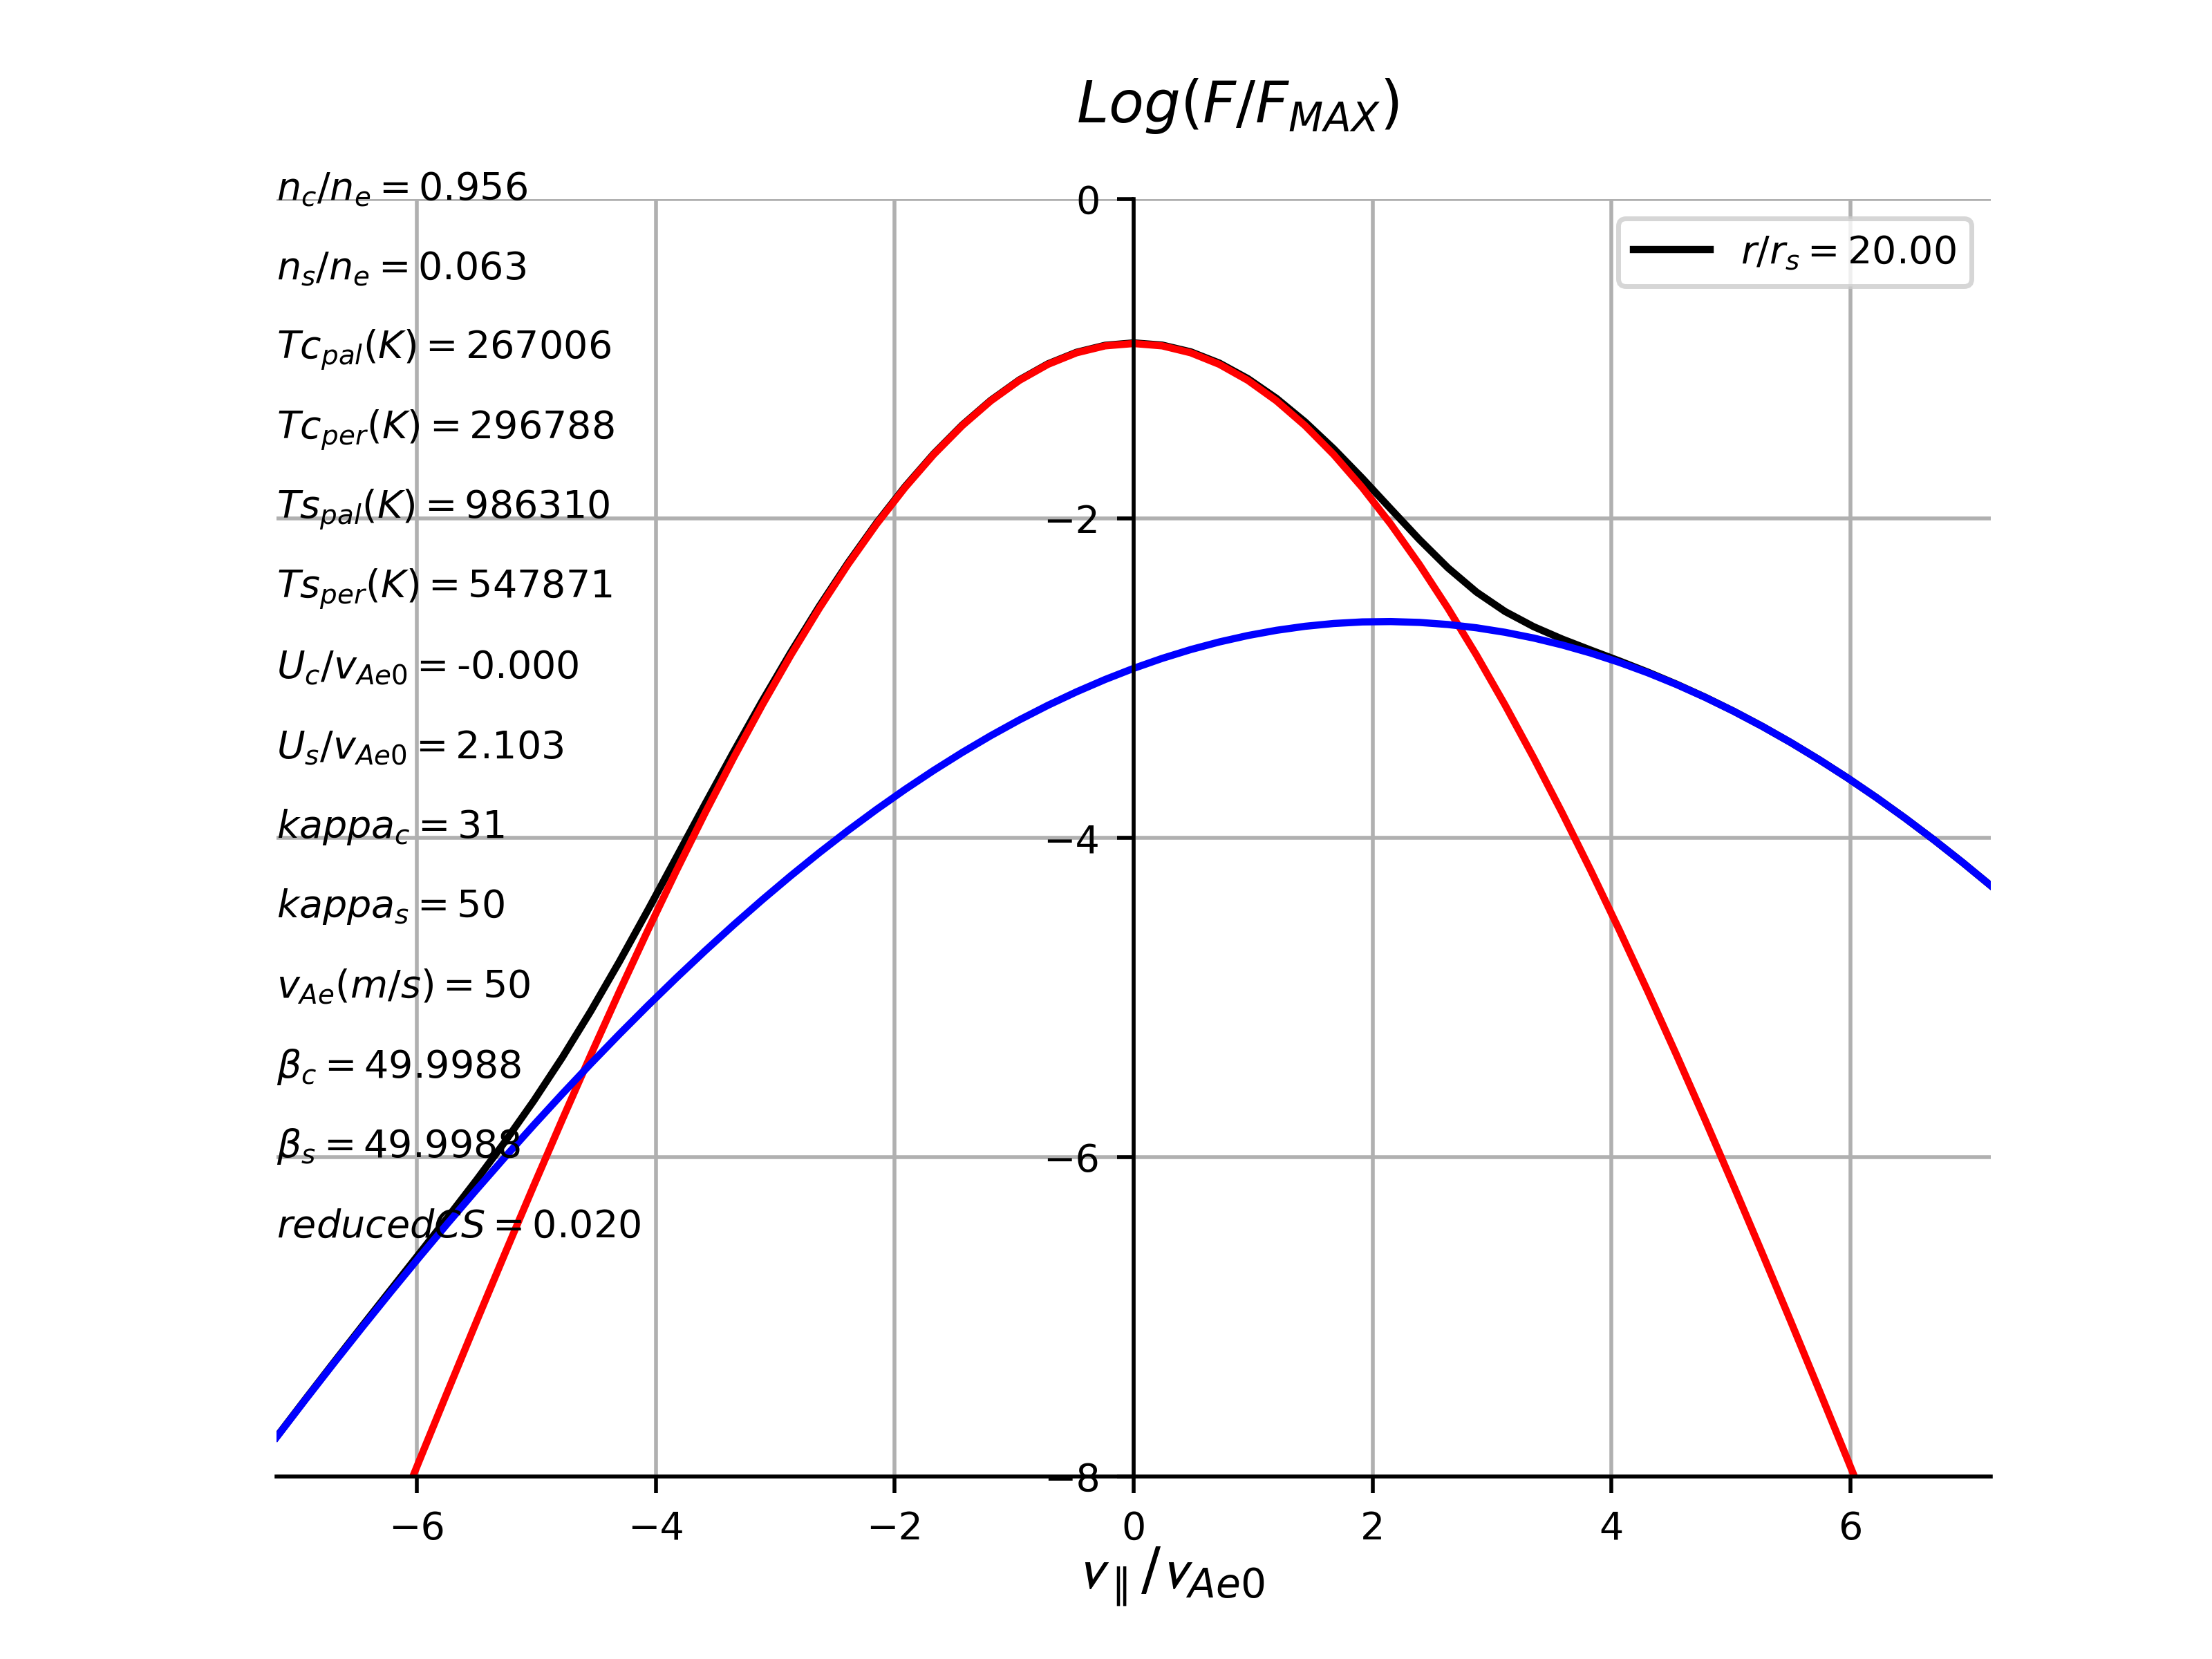 Log(F/F_MAX)
n_c/n_e = 0.956
n_s/n_e = 0.063
Tc_pal(K) = 267006
Tc_per(K) = 296788
Ts_pal(K) = 986310
Ts_per(K) = 547871
U_c/v_Ae0 = -0.000
U_s/v_Ae0 = 2.103
kappa_c = 31
kappa_s = 50
v_Ae(m/s) = 50
β_c = 49.9988
β_s = 49.9988
reducedCS = 0.020
r/r_s = 20.00
0
−2
−4
−6
−8
−6 −4 −2 0 2 4 6
v_∥/v_Ae0